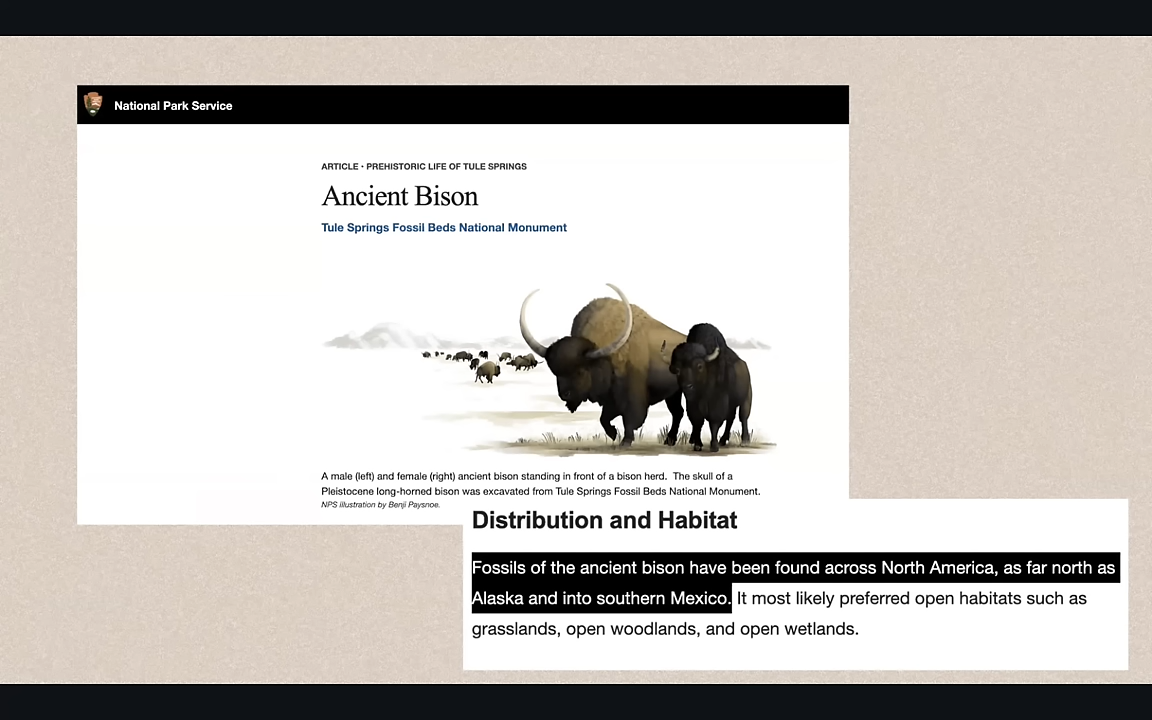 National Park Service
ARTICLE • PREHISTORIC LIFE OF TULE SPRINGS
Ancient Bison
Tule Springs Fossil Beds National Monument
A male (left) and female (right) ancient bison standing in front of a bison herd. The skull of a
Pleistocene long-horned bison was excavated from Tule Springs Fossil Beds National Monument.
NPS illustration by Benji Paysnoe.
Distribution and Habitat
Fossils of the ancient bison have been found across North America, as far north as
Alaska and into southern Mexico. It most likely preferred open habitats such as
grasslands, open woodlands, and open wetlands.